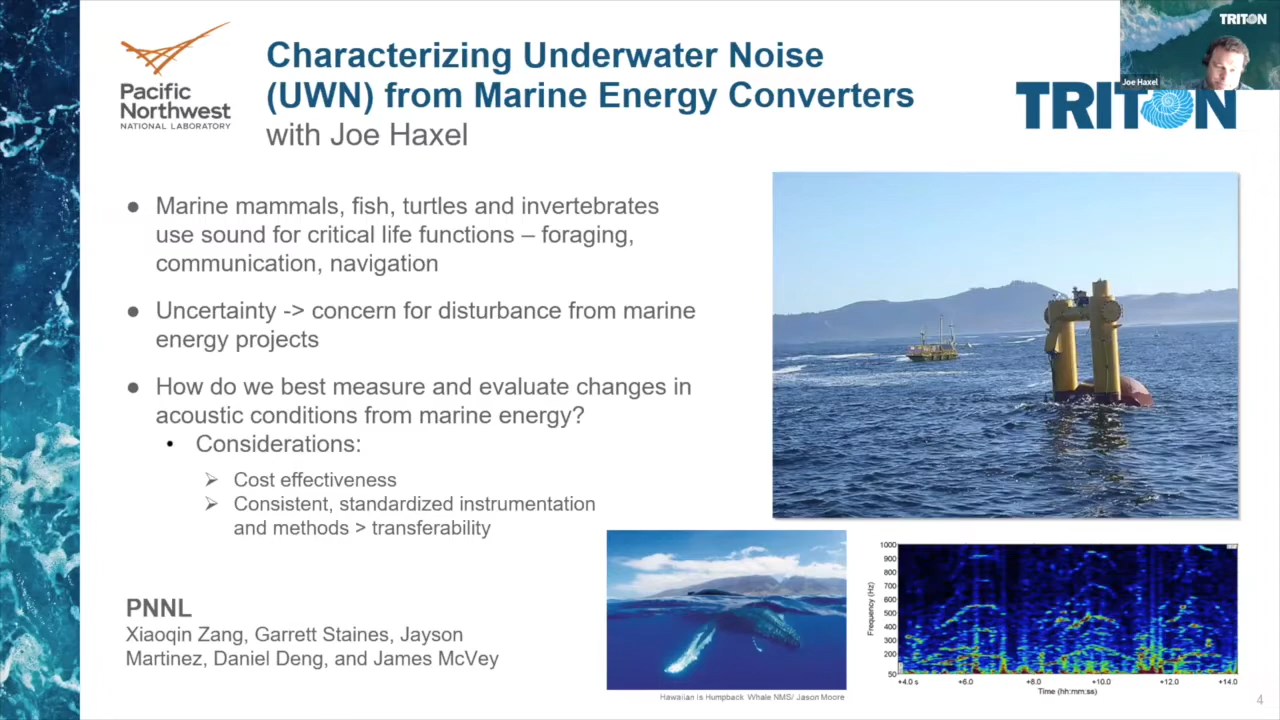 TRITON
Joe Haxel
Pacific
Northwest
NATIONAL LABORATORY
Characterizing Underwater Noise
(UWN) from Marine Energy Converters
with Joe Haxel
TRITON
● Marine mammals, fish, turtles and invertebrates
use sound for critical life functions – foraging,
communication, navigation
● Uncertainty -> concern for disturbance from marine
energy projects
● How do we best measure and evaluate changes in
acoustic conditions from marine energy?
• Considerations:
➢ Cost effectiveness
➢ Consistent, standardized instrumentation
and methods > transferability
PNNL
Xiaoqin Zang, Garrett Staines, Jayson
Martinez, Daniel Deng, and James McVey
Hawaiian is Humpback Whale NMS/ Jason Moore
Frequency (Hz)
1000
900
800
700
600
500
400
300
200
50
+4.0 s +6.0 +8.0 +10.0 +12.0 +14.0
Time (hh:mm:ss)
4